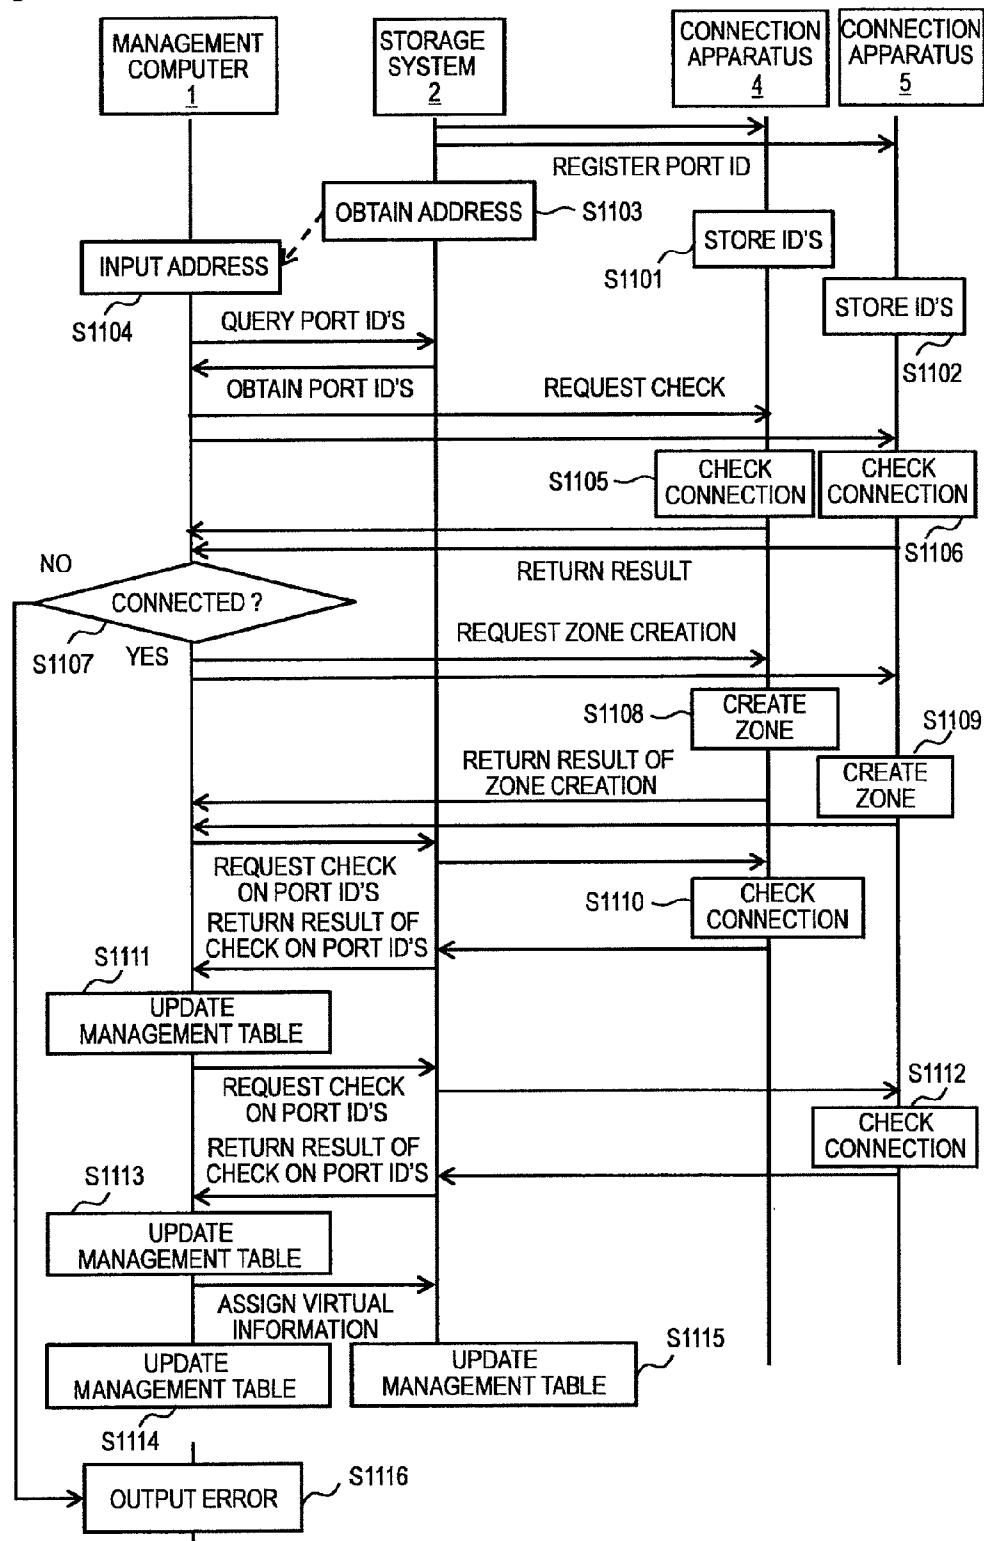 MANAGEMENT
COMPUTER
1
STORAGE
SYSTEM
2
CONNECTION
APPARATUS
4
CONNECTION
APPARATUS
5
REGISTER PORT ID
OBTAIN ADDRESS
S1103
STORE ID'S
S1101
INPUT ADDRESS
S1104
STORE ID'S
S1102
QUERY PORT ID'S
OBTAIN PORT ID'S
REQUEST CHECK
S1105
CHECK
CONNECTION
CHECK
CONNECTION
S1106
RETURN RESULT
NO
CONNECTED ?
S1107
YES
REQUEST ZONE CREATION
S1108
CREATE
ZONE
S1109
CREATE
ZONE
RETURN RESULT OF
ZONE CREATION
REQUEST CHECK
ON PORT ID'S
S1110
CHECK
CONNECTION
RETURN RESULT OF
CHECK ON PORT ID'S
S1111
UPDATE
MANAGEMENT TABLE
REQUEST CHECK
ON PORT ID'S
S1112
CHECK
CONNECTION
RETURN RESULT OF
CHECK ON PORT ID'S
S1113
UPDATE
MANAGEMENT TABLE
ASSIGN VIRTUAL
INFORMATION
UPDATE
MANAGEMENT TABLE
S1114
UPDATE
MANAGEMENT TABLE
S1115
OUTPUT ERROR
S1116